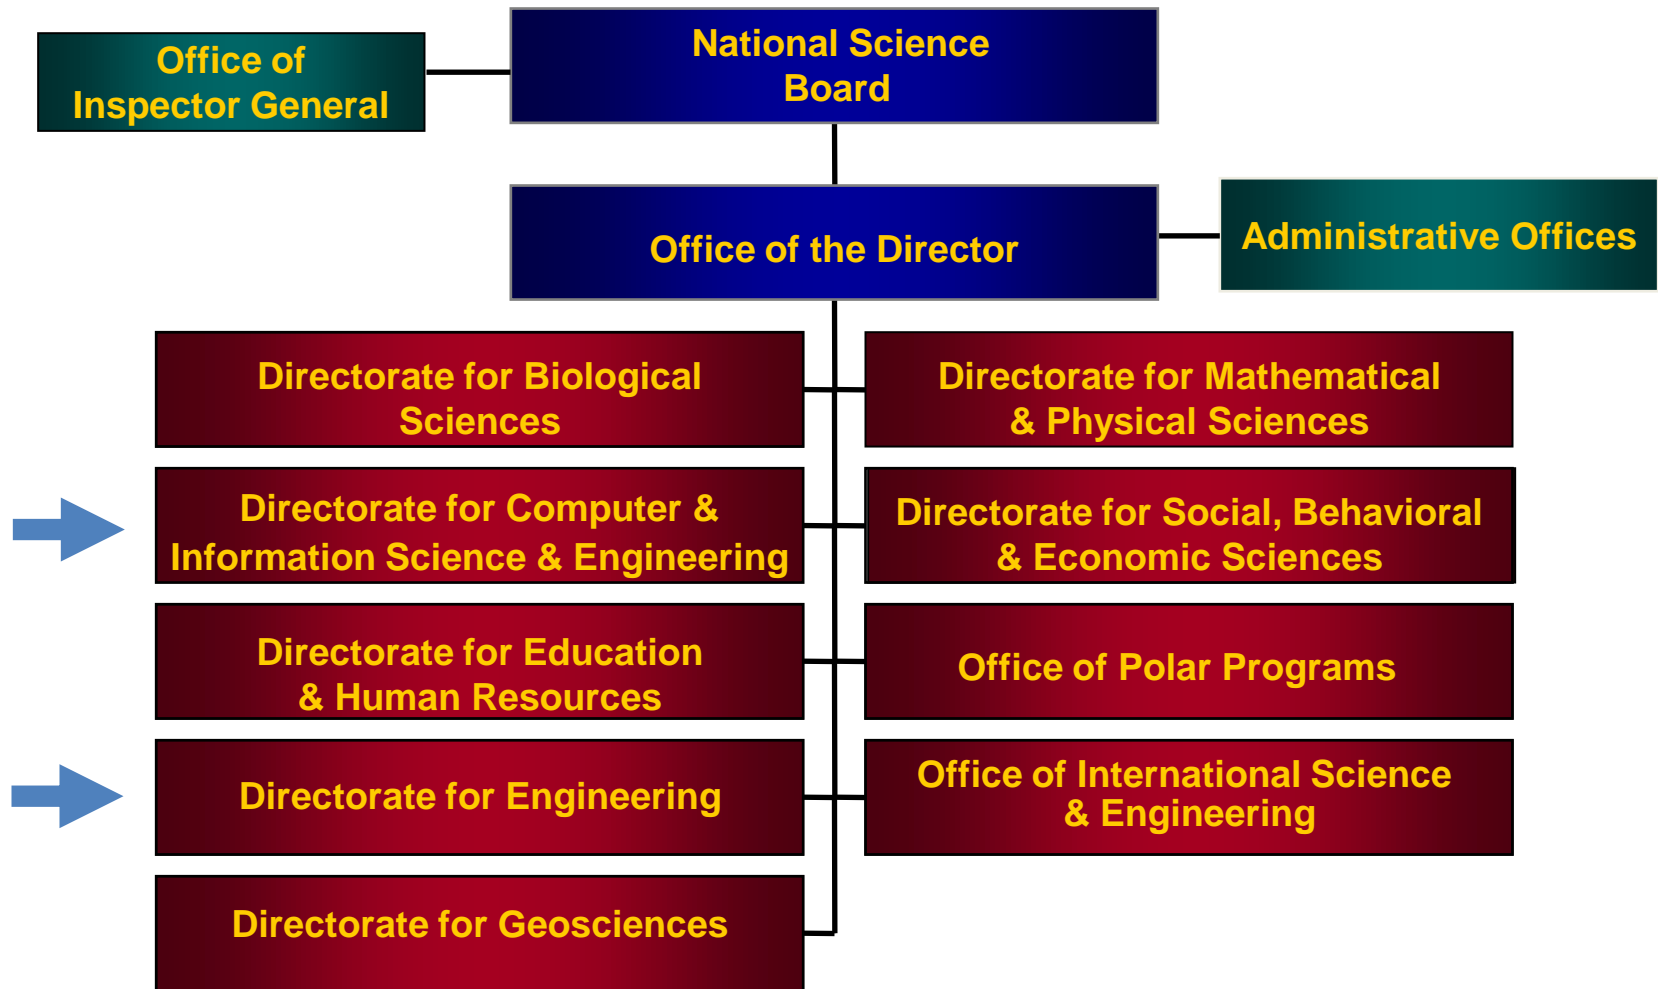 Office of
Inspector General
National Science
Board
Office of the Director
Administrative Offices
Directorate for Biological
Sciences
Directorate for Mathematical
& Physical Sciences
Directorate for Computer &
Information Science & Engineering
Directorate for Social, Behavioral
& Economic Sciences
Directorate for Education
& Human Resources
Office of Polar Programs
Directorate for Engineering
Office of International Science
& Engineering
Directorate for Geosciences